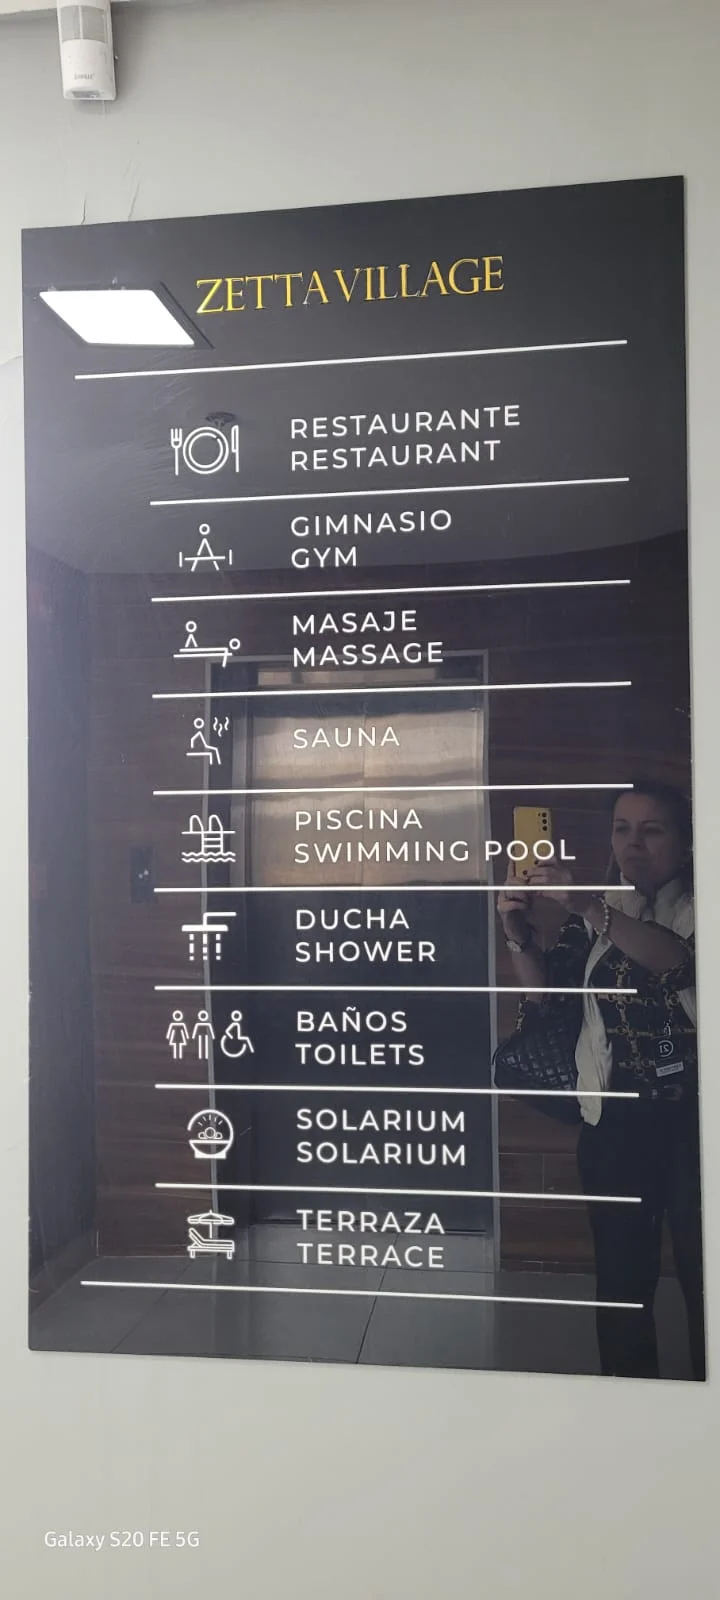 ZETTA VILLAGE
RESTAURANTE
RESTAURANT
GIMNASIO
GYM
MASAJE
MASSAGE
SAUNA
PISCINA
SWIMMING POOL
DUCHA
SHOWER
BAÑOS
TOILETS
SOLARIUM
SOLARIUM
TERRAZA
TERRACE
Galaxy S20 FE 5G